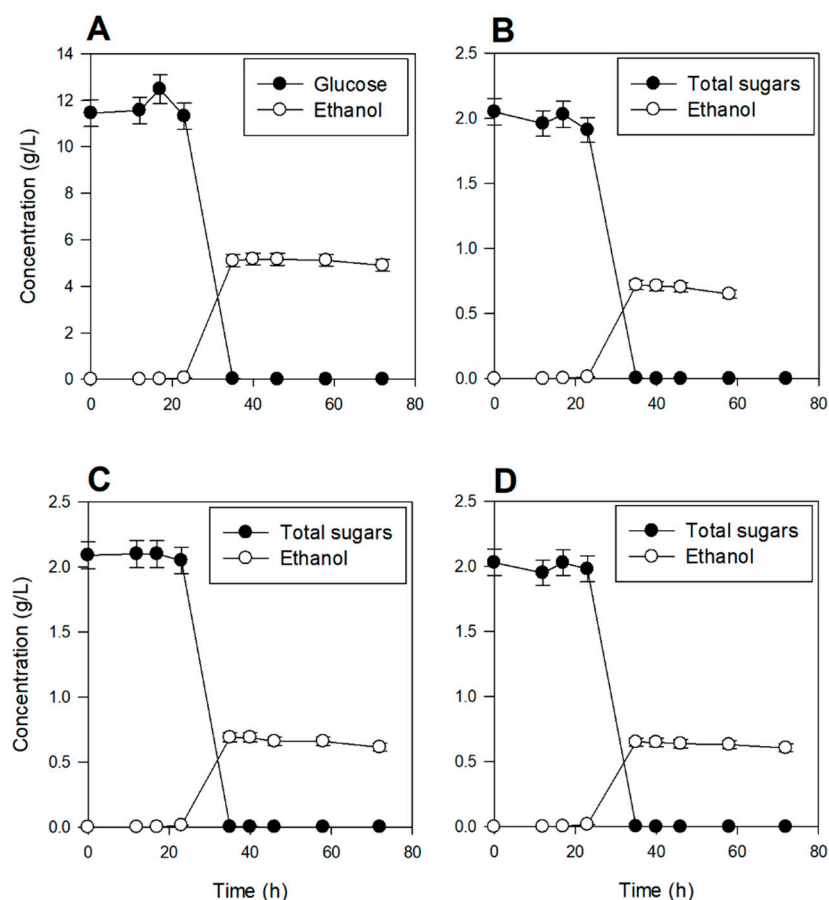 A
B
14
12
10
8
6
4
2
0
Concentration (g/L)
Glucose
Ethanol
0 20 40 60 80
2.5
2.0
1.5
1.0
0.5
0.0
Total sugars
Ethanol
0 20 40 60 80
C
D
2.5
2.0
1.5
1.0
0.5
0.0
Concentration (g/L)
Total sugars
Ethanol
0 20 40 60 80
Time (h)
2.5
2.0
1.5
1.0
0.5
0.0
Total sugars
Ethanol
0 20 40 60 80
Time (h)